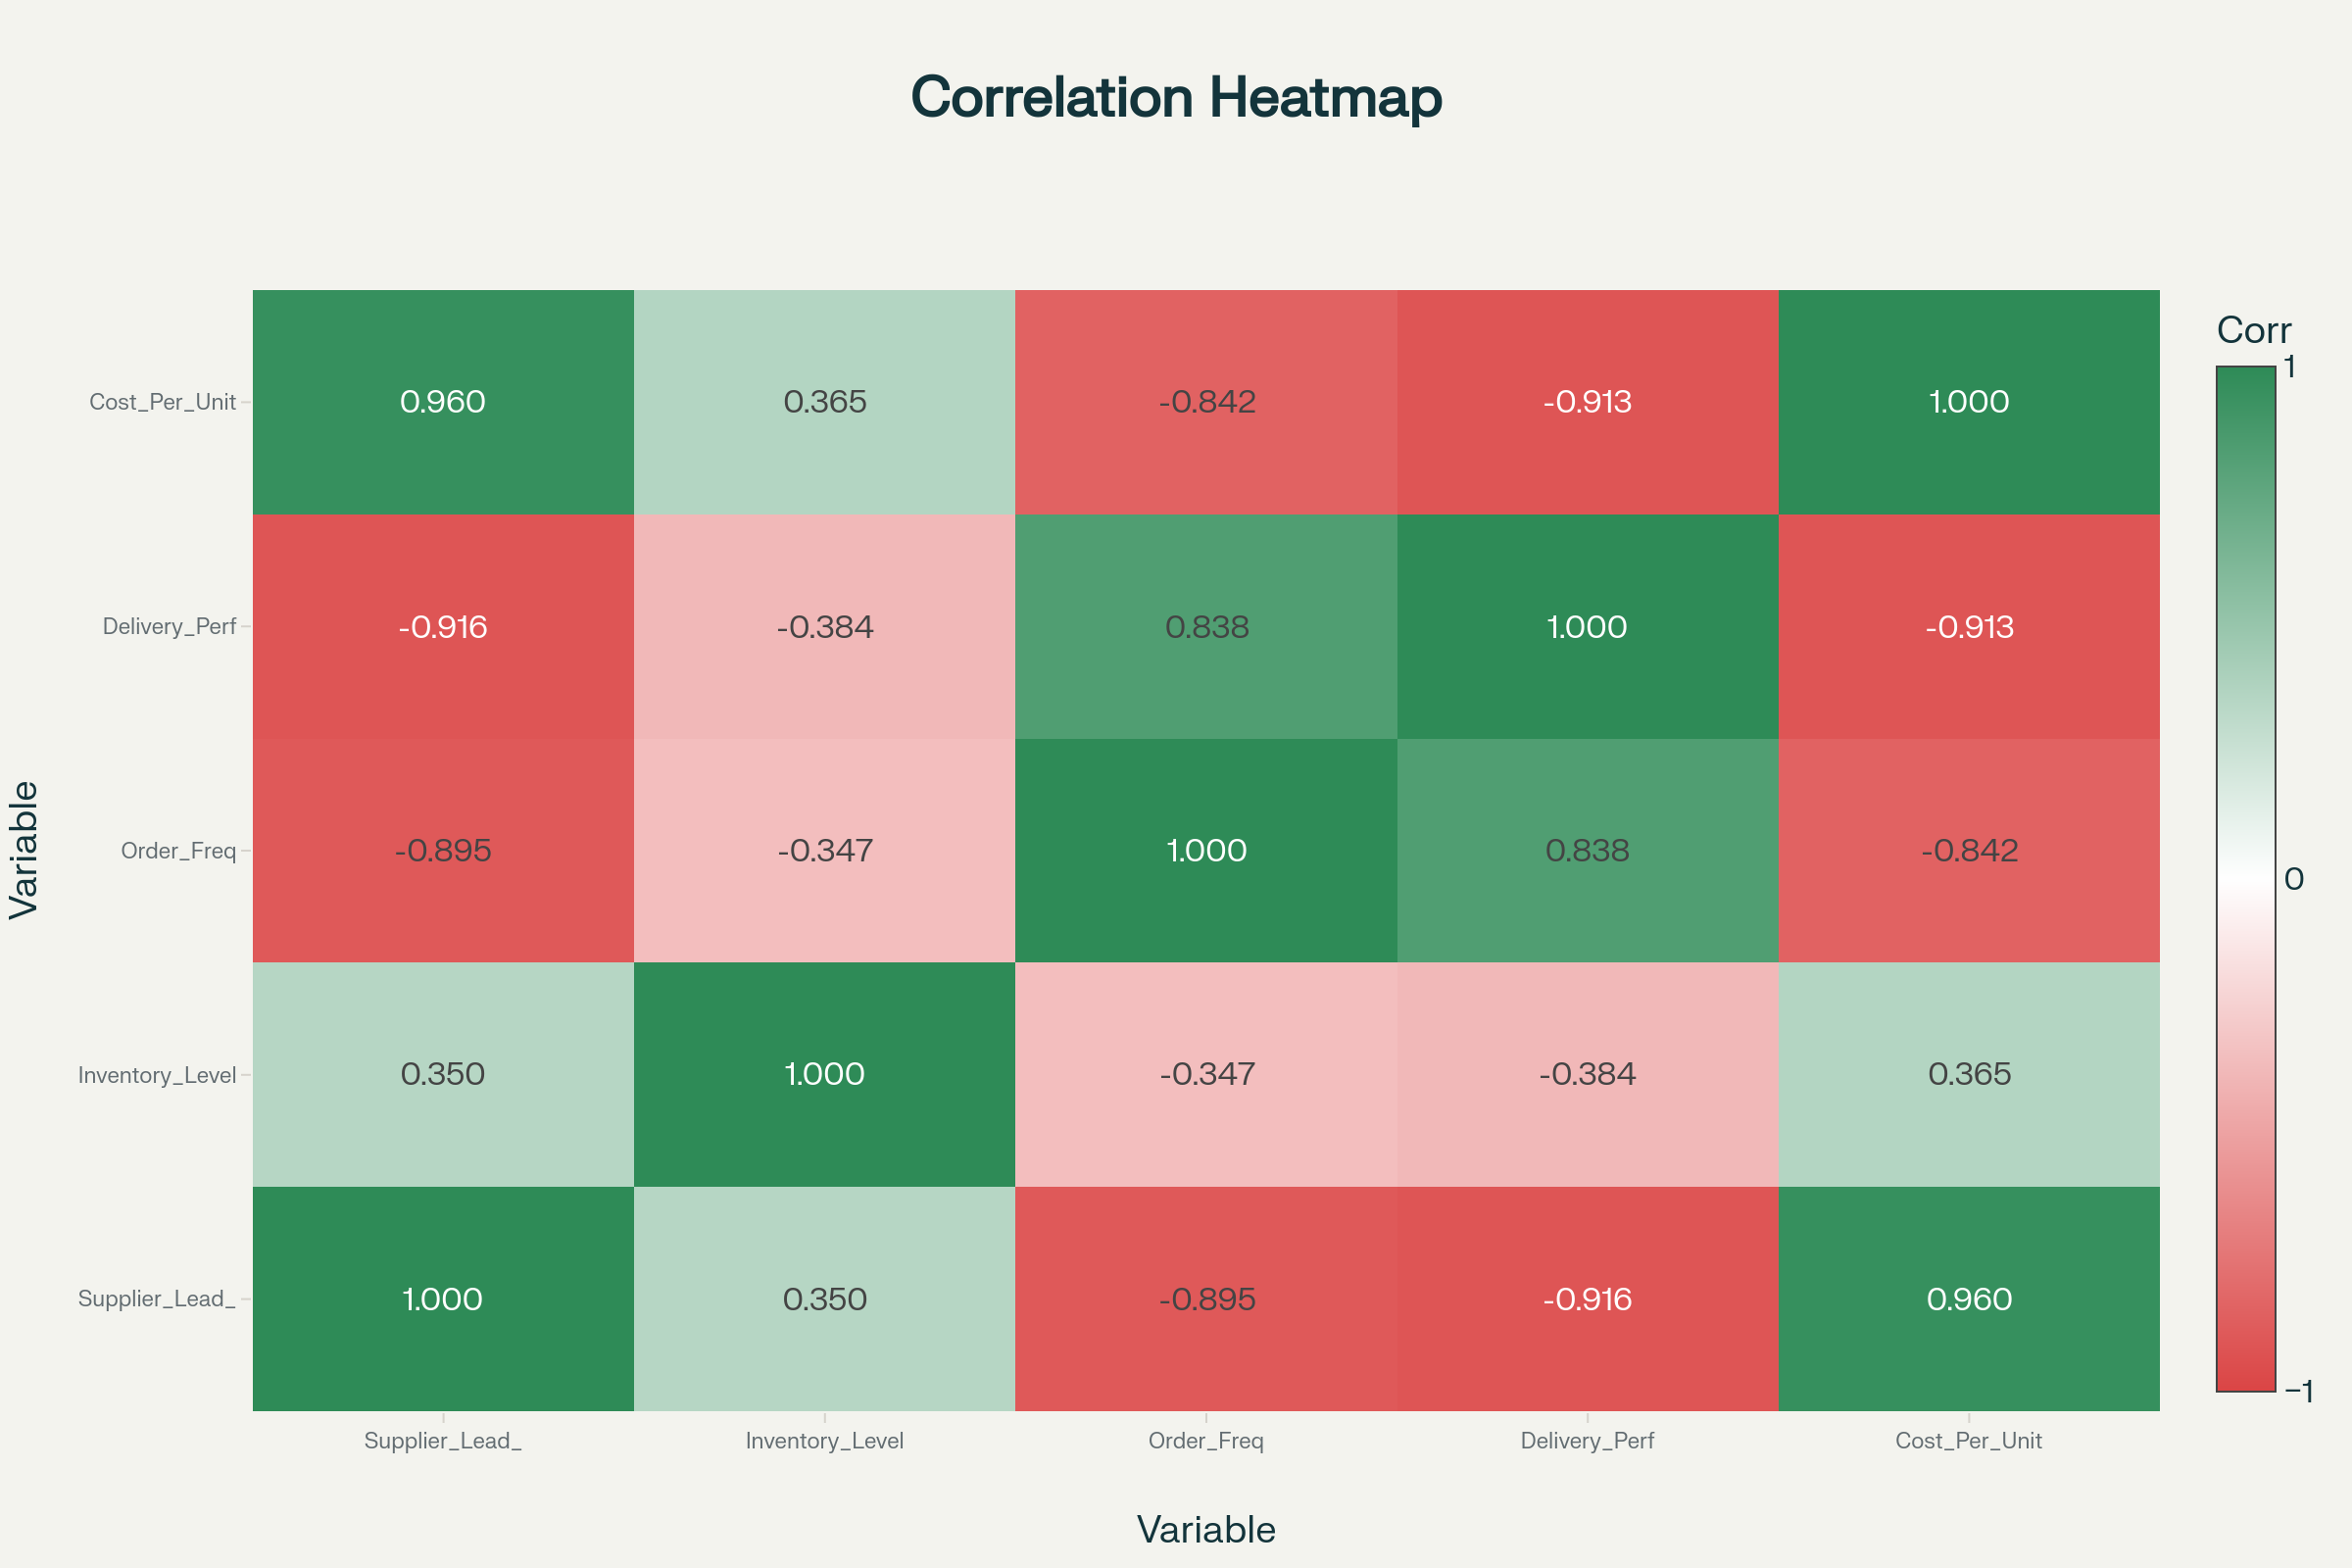 Correlation Heatmap
Corr
1
0
−1
Cost_Per_Unit 0.960 0.365 -0.842 -0.913 1.000
Delivery_Perf -0.916 -0.384 0.838 1.000 -0.913
Order_Freq -0.895 -0.347 1.000 0.838 -0.842
Inventory_Level 0.350 1.000 -0.347 -0.384 0.365
Supplier_Lead_ 1.000 0.350 -0.895 -0.916 0.960
Supplier_Lead_ Inventory_Level Order_Freq Delivery_Perf Cost_Per_Unit
Variable
Variable